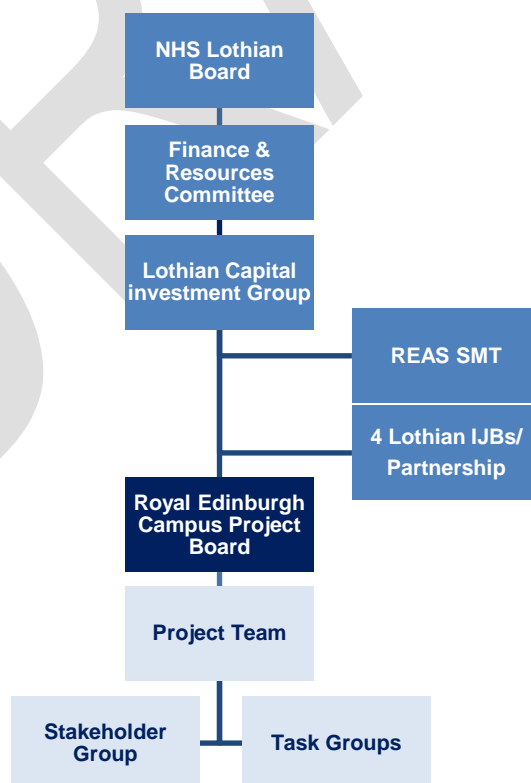 NHS Lothian
Board
Finance &
Resources
Committee
Lothian Capital
investment Group
REAS SMT
4 Lothian IJBs/
Partnership
Royal Edinburgh
Campus Project
Board
Project Team
Stakeholder
Group
Task Groups